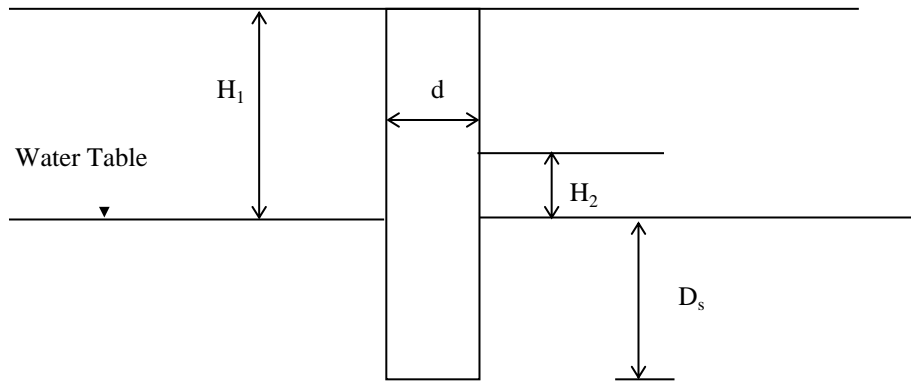 H₁
d
Water Table
H₂
Dₛ